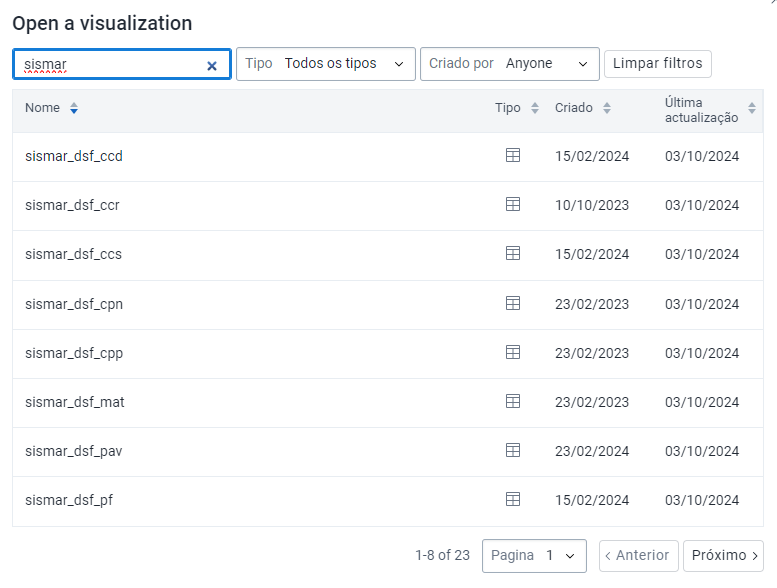 Open a visualization
sismar Tipo Todos os tipos Criado por Anyone Limpar filtros
Nome Tipo Criado Última
actualização
sismar_dsf_ccd 15/02/2024 03/10/2024
sismar_dsf_ccr 10/10/2023 03/10/2024
sismar_dsf_ccs 15/02/2024 03/10/2024
sismar_dsf_cpn 23/02/2023 03/10/2024
sismar_dsf_cpp 23/02/2023 03/10/2024
sismar_dsf_mat 23/02/2023 03/10/2024
sismar_dsf_pav 23/02/2024 03/10/2024
sismar_dsf_pf 15/02/2024 03/10/2024
1-8 of 23 Pagina 1 Anterior Próximo